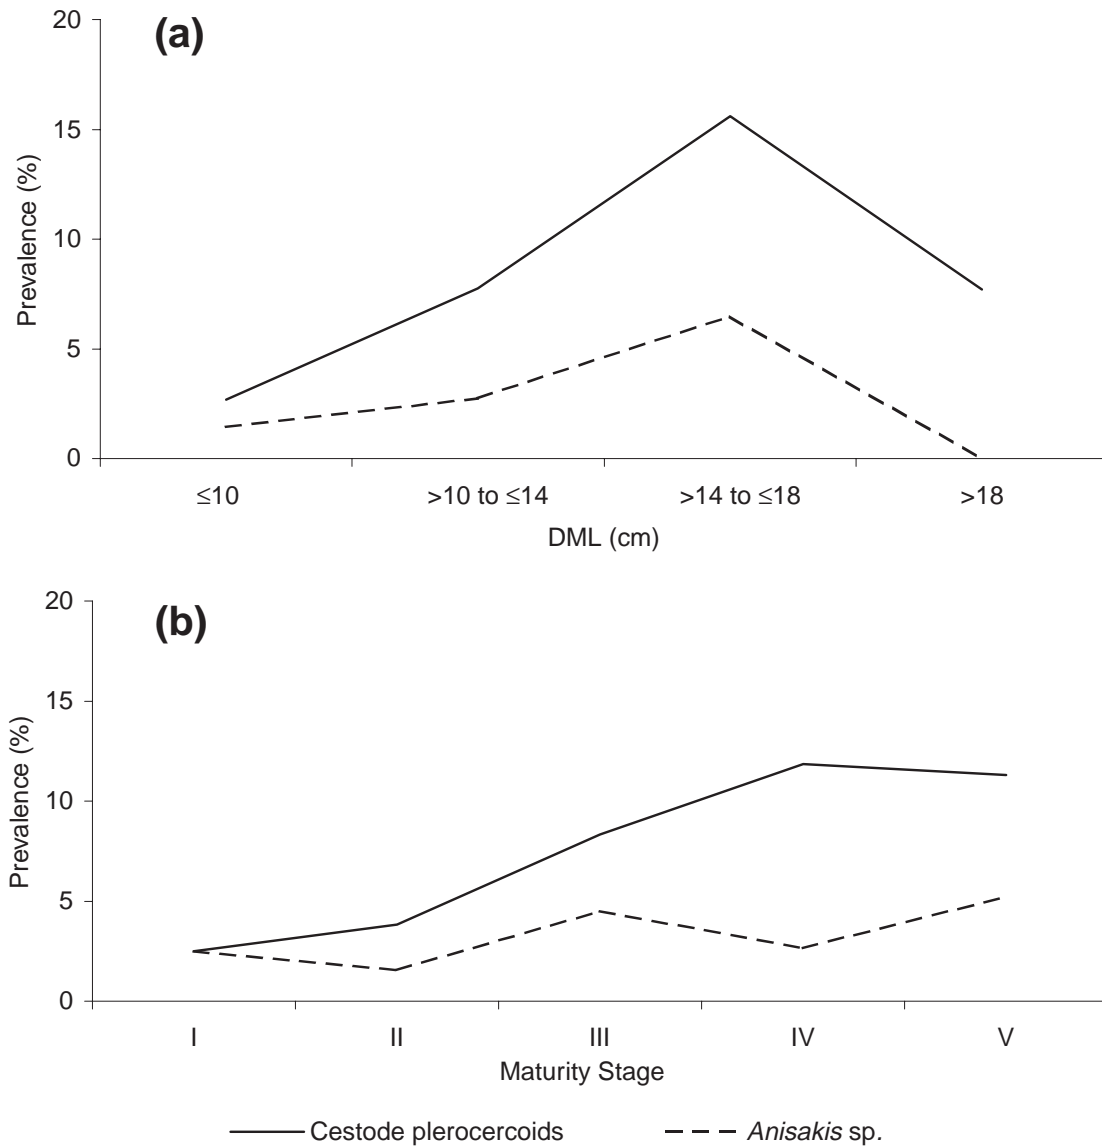 (a)
20
15
10
5
0
Prevalence (%)
≤10 >10 to ≤14 >14 to ≤18 >18
DML (cm)
(b)
20
15
10
5
0
Prevalence (%)
I II III IV V
Maturity Stage
Cestode plerocercoids Anisakis sp.